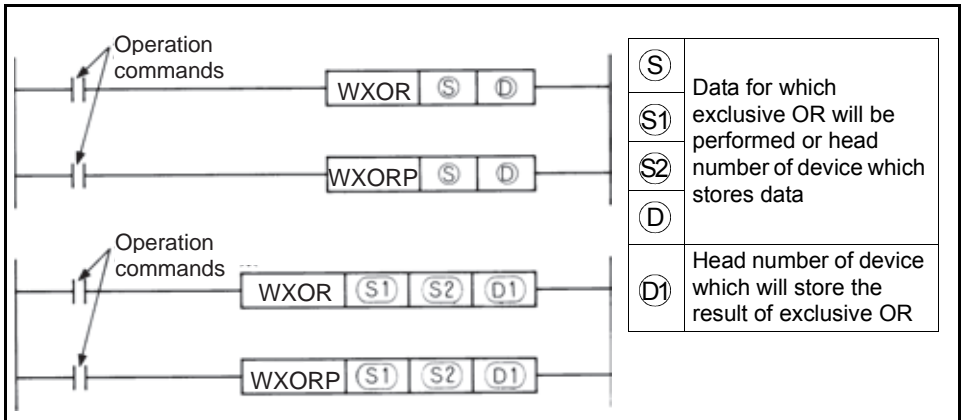 Operation
commands
WXOR S D
WXORP S D
Operation
commands
WXOR S1 S2 D1
WXORP S1 S2 D1
S
S1
S2
D
Data for which
exclusive OR will be
performed or head
number of device which
stores data
D1
Head number of device
which will store the
result of exclusive OR